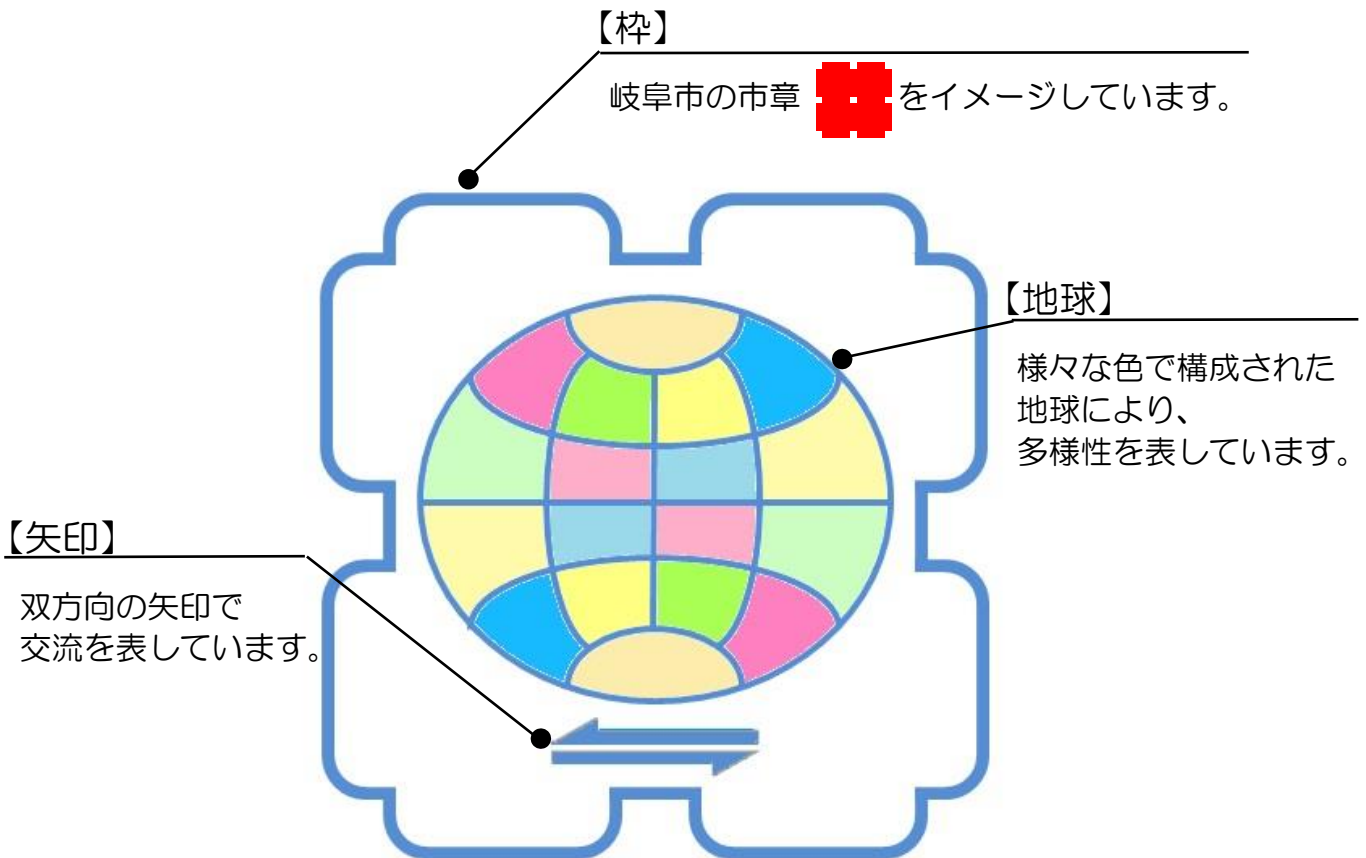 【枠】
岐阜市の市章 をイメージしています。
【地球】
様々な色で構成された
地球により、
多様性を表しています。
【矢印】
双方向の矢印で
交流を表しています。